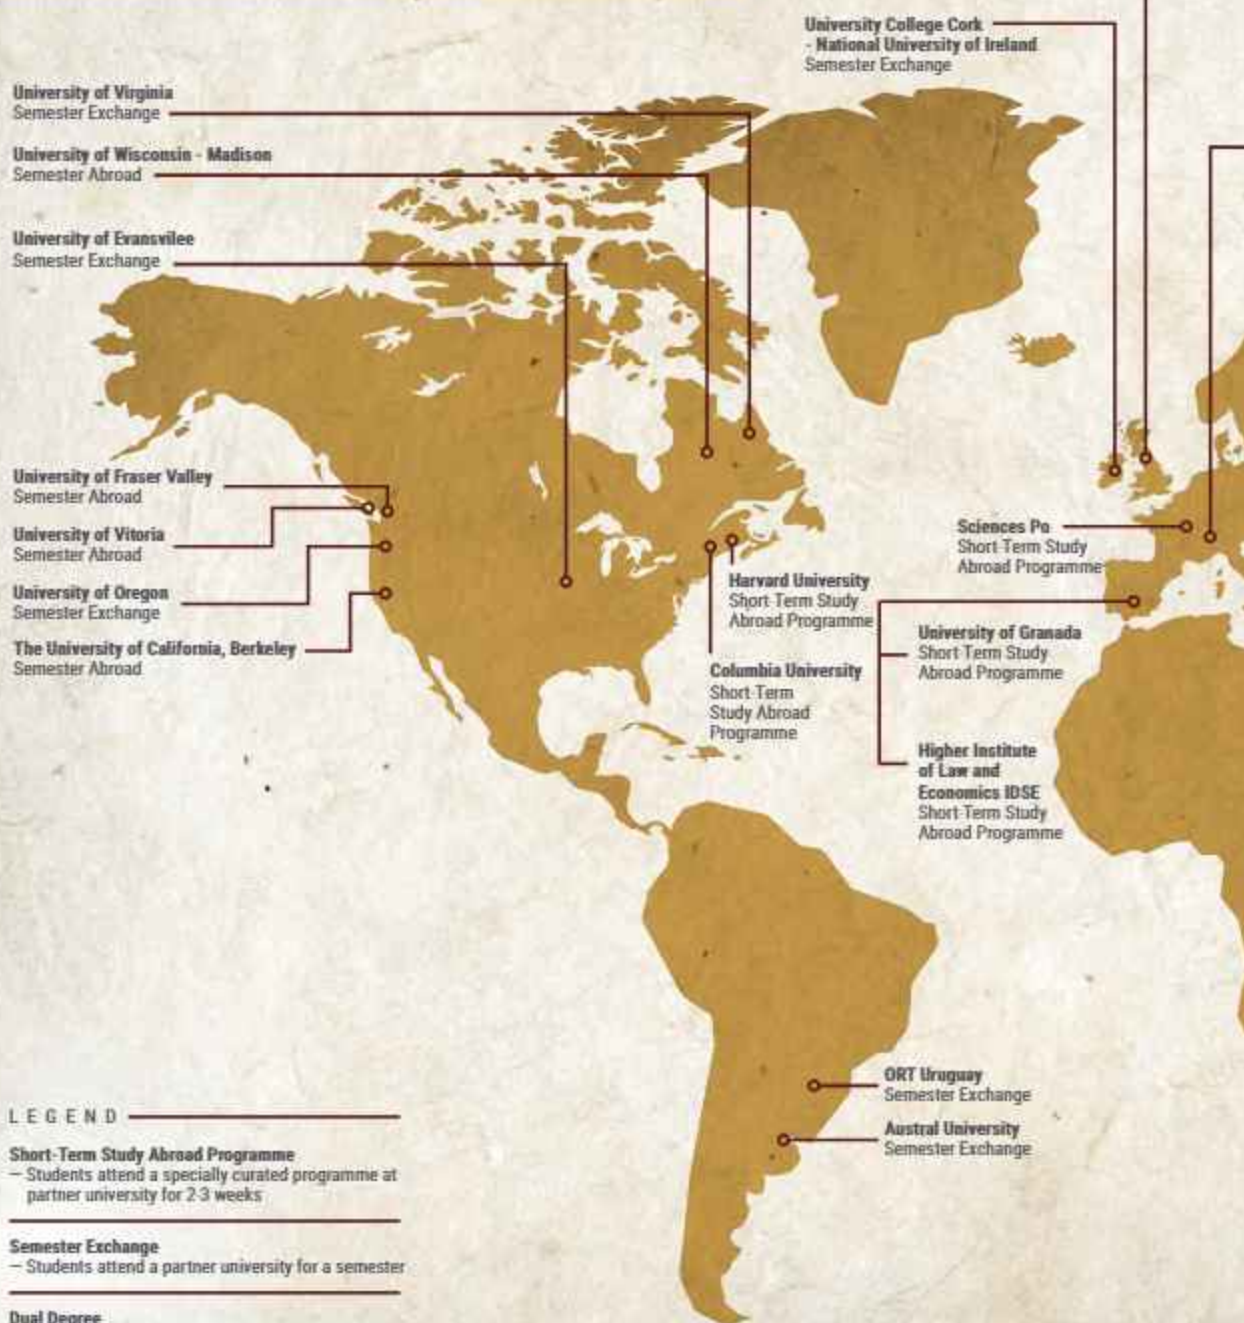 University College Cork
- National University of Ireland
Semester Exchange
University of Virginia
Semester Exchange
University of Wisconsin - Madison
Semester Abroad
University of Evansvilee
Semester Exchange
University of Fraser Valley
Semester Abroad
University of Vitoria
Semester Abroad
University of Oregon
Semester Exchange
The University of California, Berkeley
Semester Abroad
Harvard University
Short-Term Study
Abroad Programme
Columbia University
Short-Term
Study Abroad
Programme
Sciences Po
Short-Term Study
Abroad Programme
University of Granada
Short-Term Study
Abroad Programme
Higher Institute
of Law and
Economics IDSE
Short-Term Study
Abroad Programme
ORT Uruguay
Semester Exchange
Austral University
Semester Exchange
LEGEND
Short-Term Study Abroad Programme
— Students attend a specially curated programme at
partner university for 2-3 weeks
Semester Exchange
— Students attend a partner university for a semester
Dual Degree